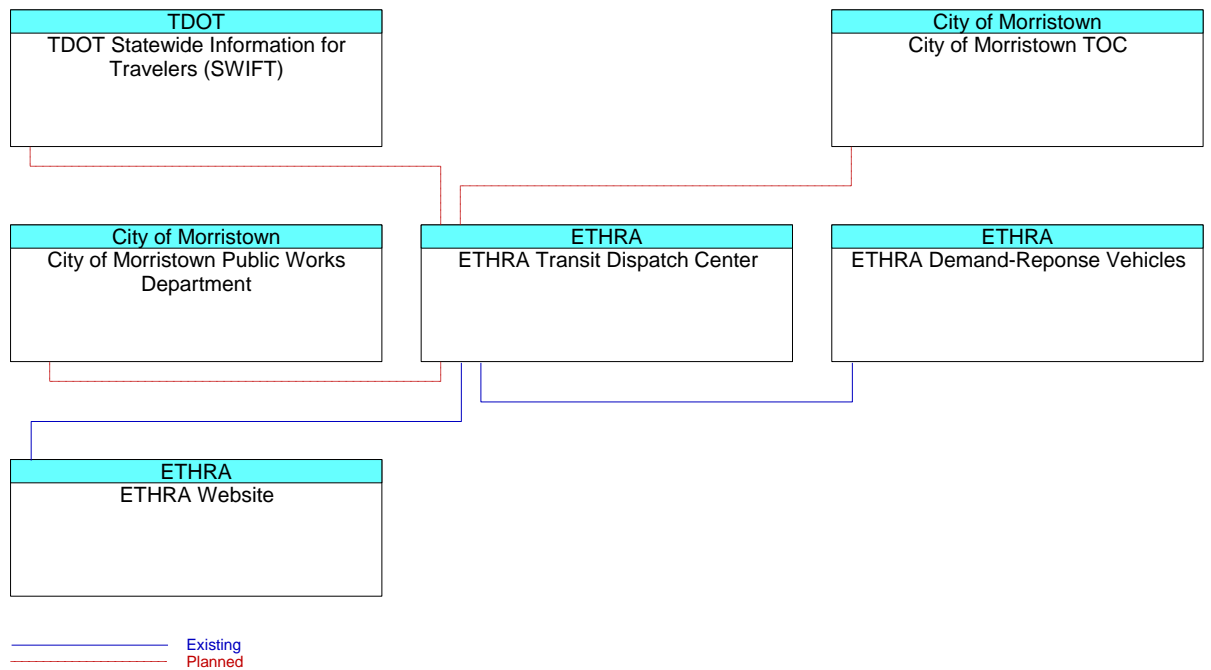 TDOT
TDOT Statewide Information for
Travelers (SWIFT)
City of Morristown
City of Morristown TOC
City of Morristown
City of Morristown Public Works
Department
ETHRA
ETHRA Transit Dispatch Center
ETHRA
ETHRA Demand-Reponse Vehicles
ETHRA
ETHRA Website
Existing
Planned